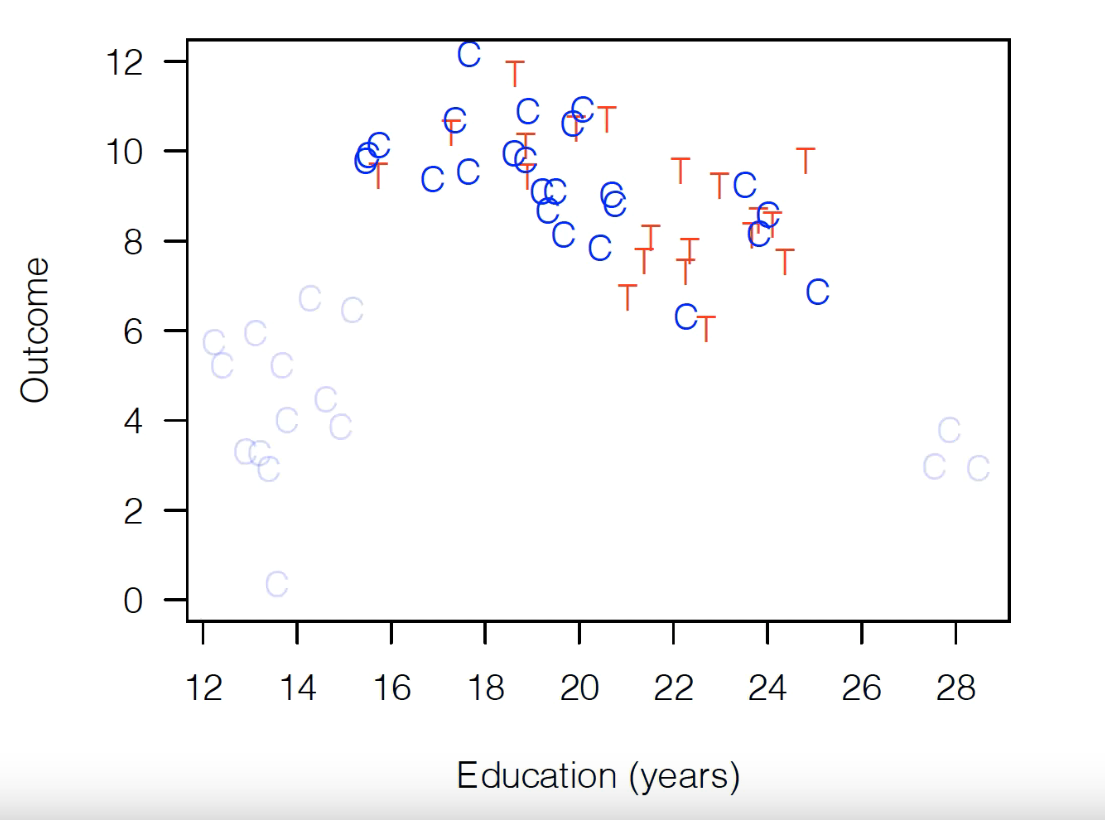 12 C T
C T C C T C T
10 C C C T C C T
T C C T T T C
C C C C
C T C T
8 C T T C
C T T T
T C T
C C C
6 C C T
C C
C
4 C C C
C C
C C C
2
0 C
12 14 16 18 20 22 24 26 28
Outcome
Education (years)